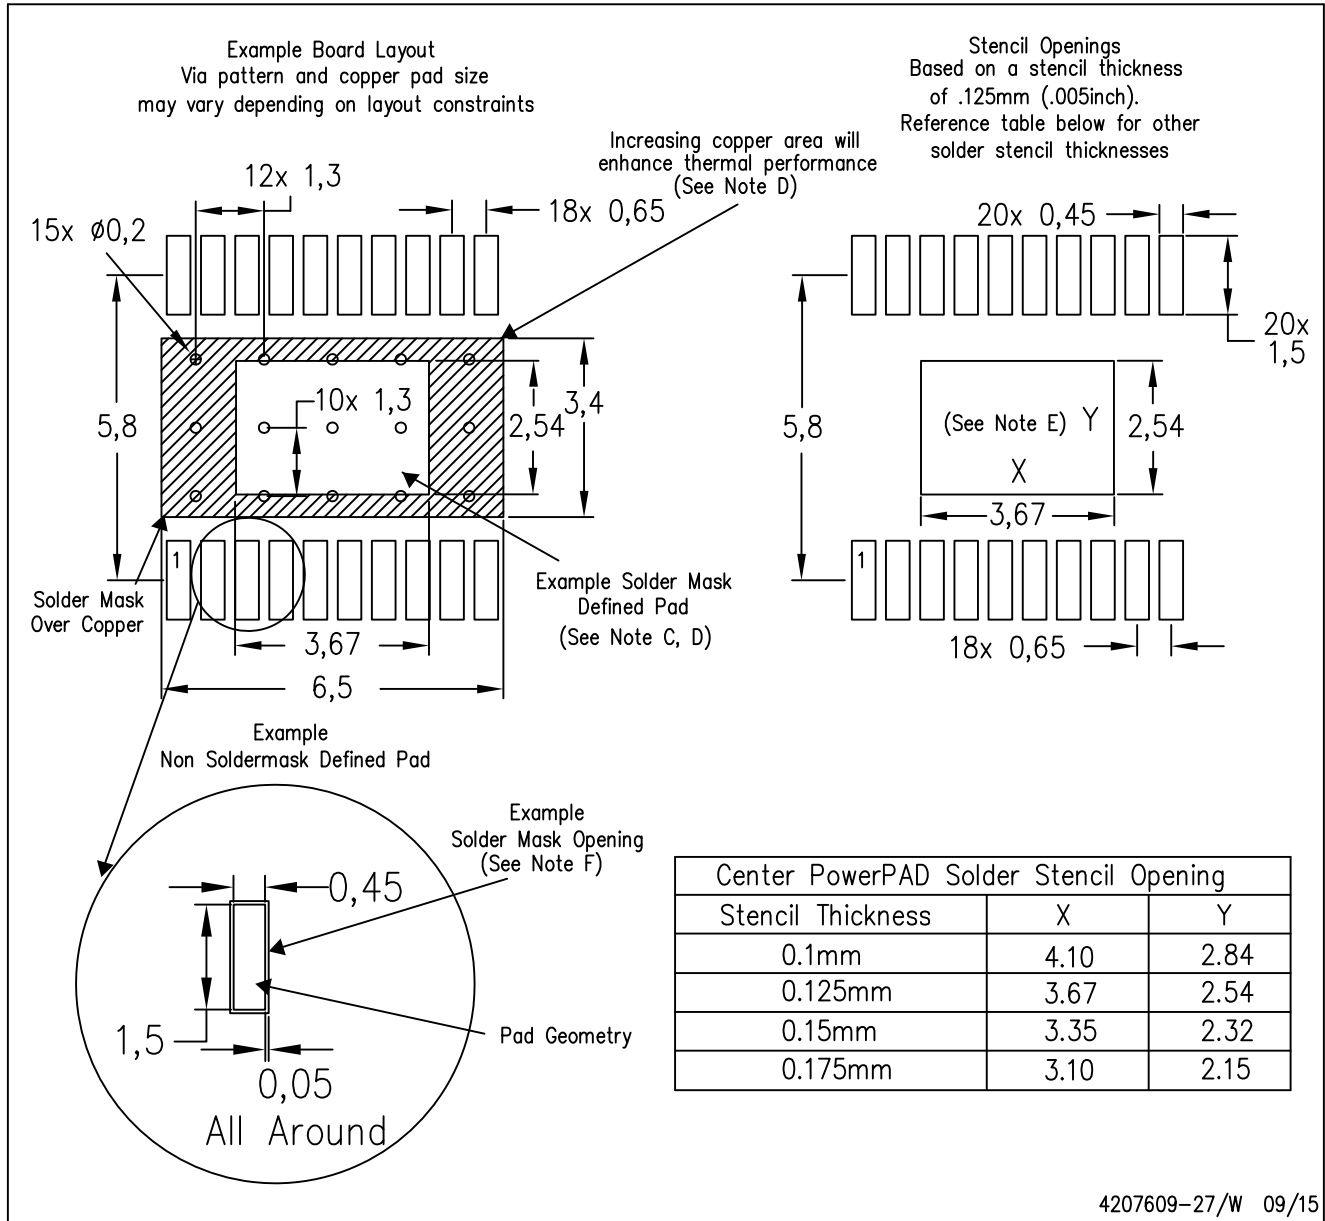 Example Board Layout
Via pattern and copper pad size
may vary depending on layout constraints
Stencil Openings
Based on a stencil thickness
of .125mm (.005inch).
Reference table below for other
solder stencil thicknesses
Increasing copper area will
enhance thermal performance
(See Note D)
12x 1,3
18x 0,65
15x Ø0,2
5,8
10x 1,3
2,54
3,4
1
Solder Mask
Over Copper
Example Solder Mask
Defined Pad
(See Note C, D)
3,67
6,5
20x 0,45
20x
1,5
5,8
(See Note E)
Y
X
2,54
3,67
1
18x 0,65
Example
Non Soldermask Defined Pad
Example
Solder Mask Opening
(See Note F)
0,45
1,5
Pad Geometry
0,05
All Around
Center PowerPAD Solder Stencil Opening
Stencil Thickness X Y
0.1mm 4.10 2.84
0.125mm 3.67 2.54
0.15mm 3.35 2.32
0.175mm 3.10 2.15
4207609-27/W 09/15